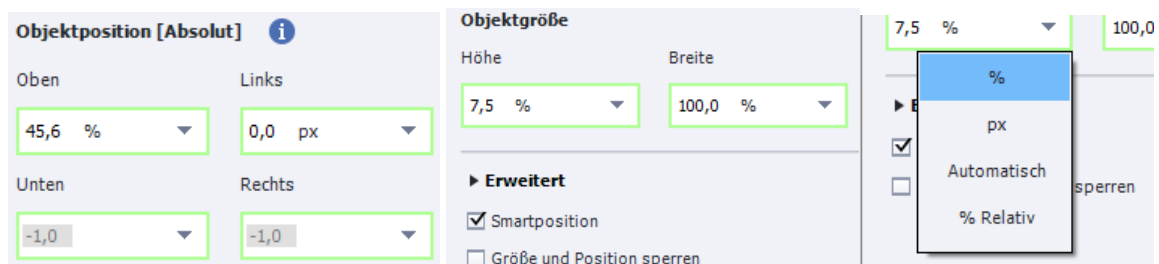 Objektposition [Absolut] i
Oben Links
45,6 % 0,0 px
Unten Rechts
-1,0 -1,0
Objektgröße
Höhe Breite
7,5 % 100,0 %
Erweitert
Smartposition
Größe und Position sperren
7,5 % 100,0
%
px
Automatisch
% Relativ
sperren